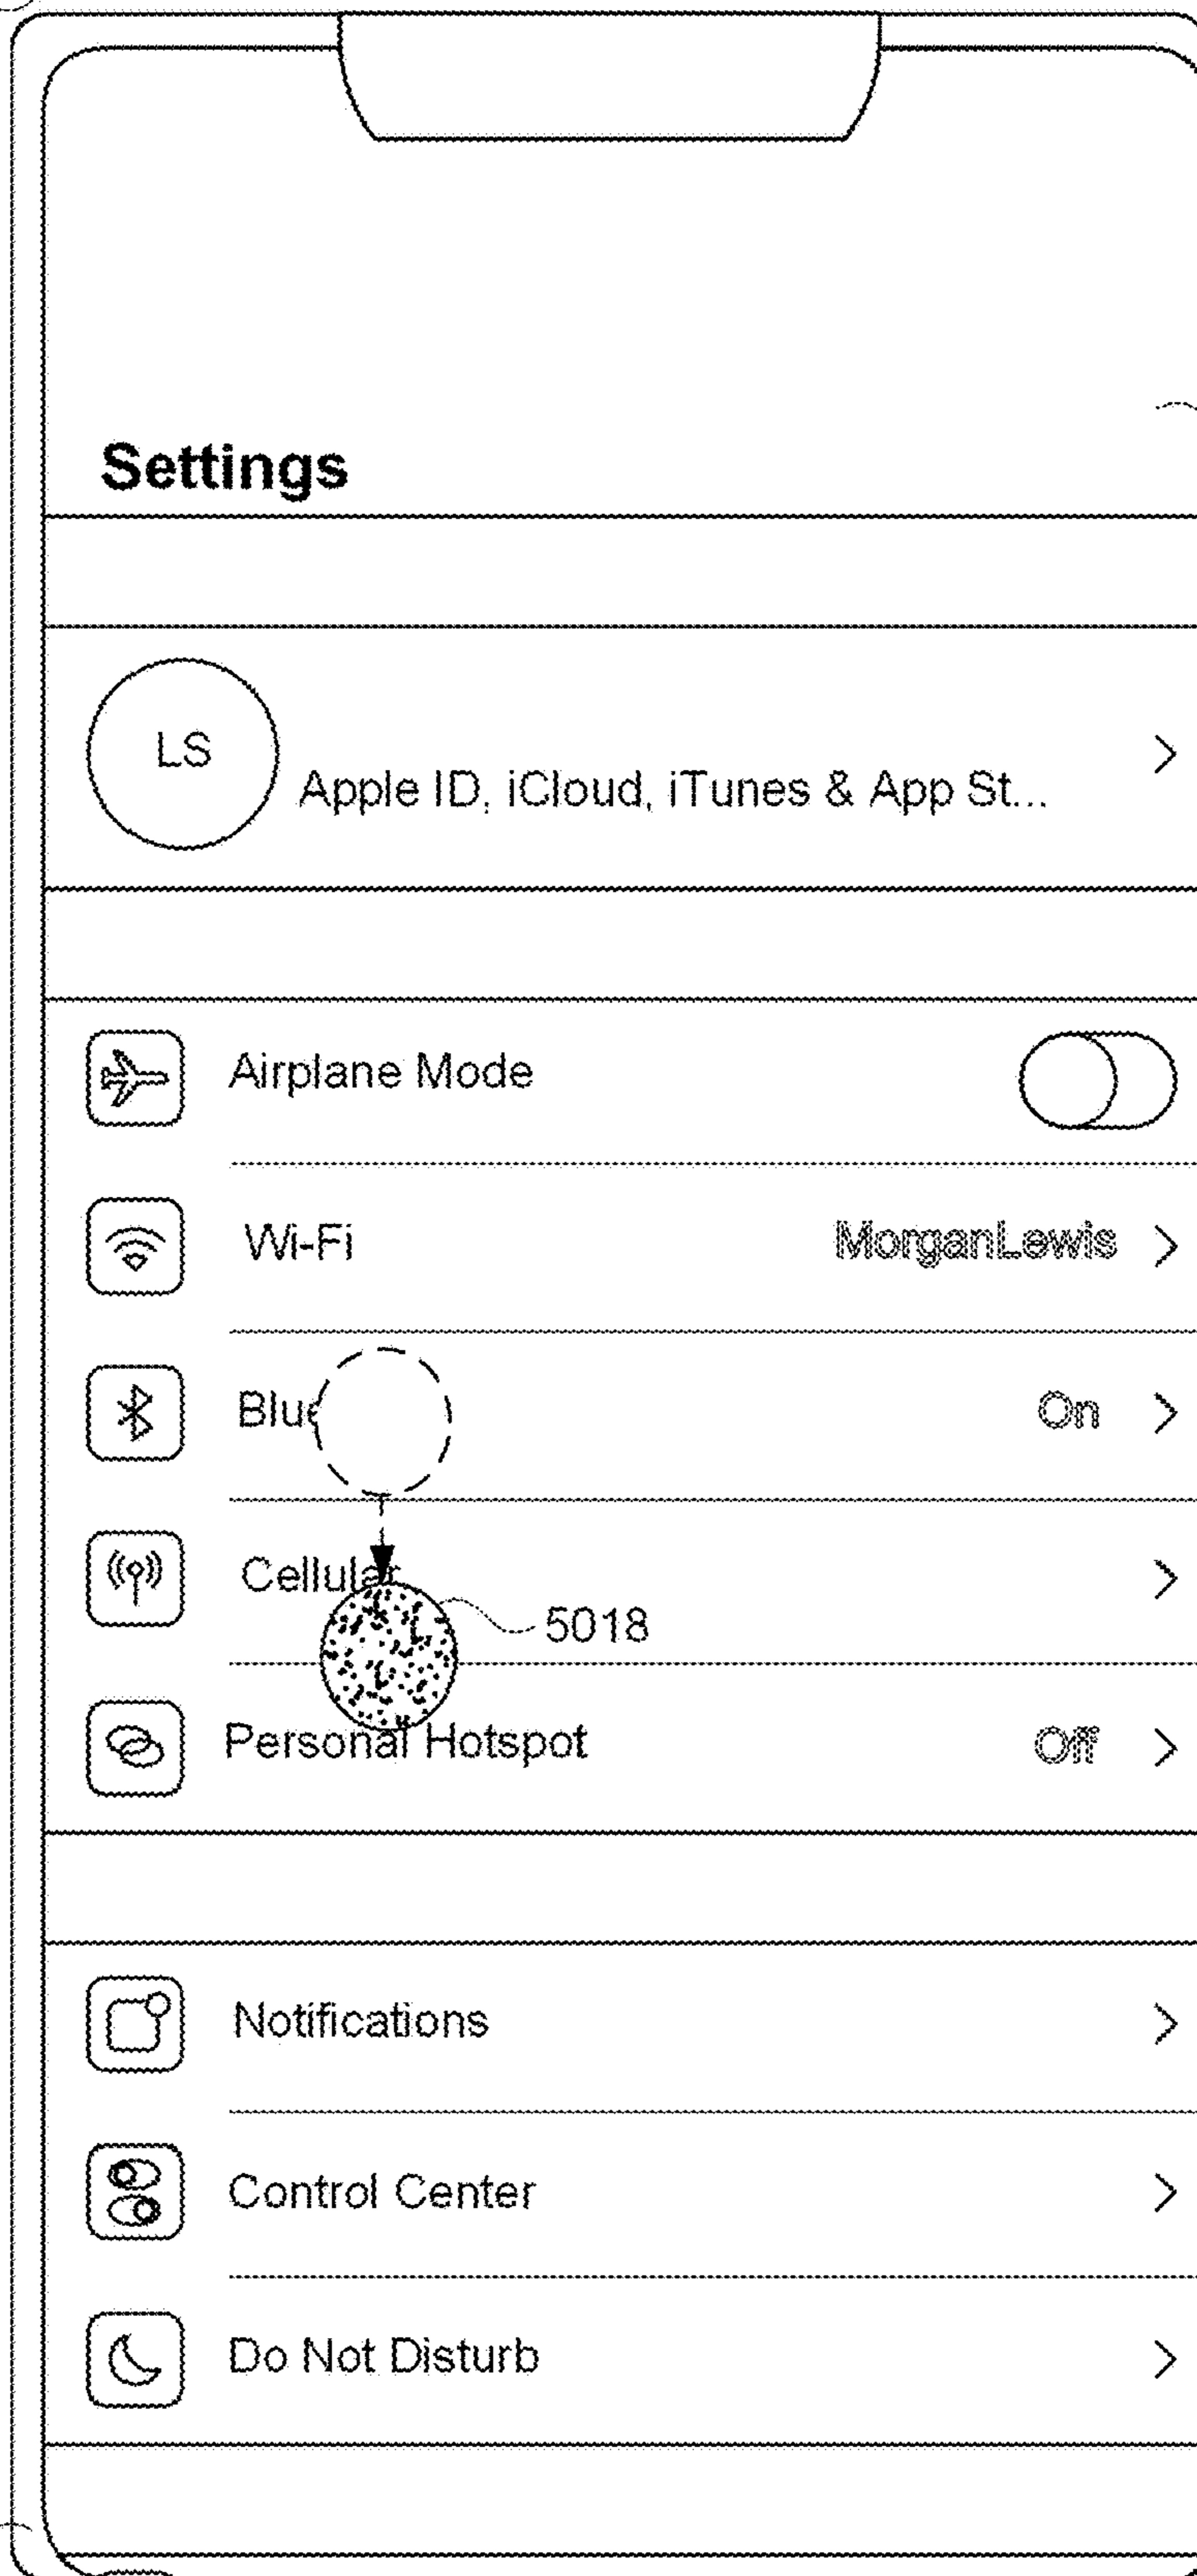 Settings
LS
Apple ID, iCloud, iTunes & App St...
Airplane Mode
Wi-Fi MorganLewis
On
Cellular
5018
Personal Hotspot Off
Notifications
Control Center
Do Not Disturb